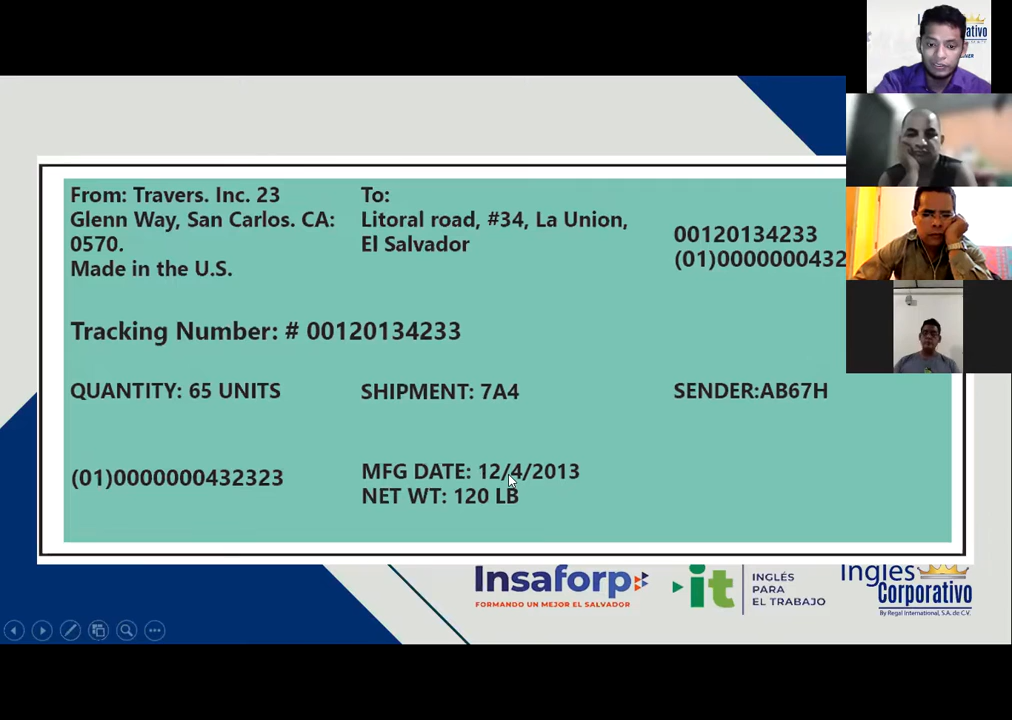 From: Travers. Inc. 23
Glenn Way, San Carlos. CA:
0570.
Made in the U.S.
To:
Litoral road, #34, La Union,
El Salvador
00120134233
(01)0000000432
Tracking Number: # 00120134233
QUANTITY: 65 UNITS
SHIPMENT: 7A4
SENDER:AB67H
(01)0000000432323
MFG DATE: 12/4/2013
NET WT: 120 LB
Insaforp
FORMANDO UN MEJOR EL SALVADOR
it
INGLÉS
PARA
EL TRABAJO
Inglés
Corporativo
By Regal International, S.A. de C.V.